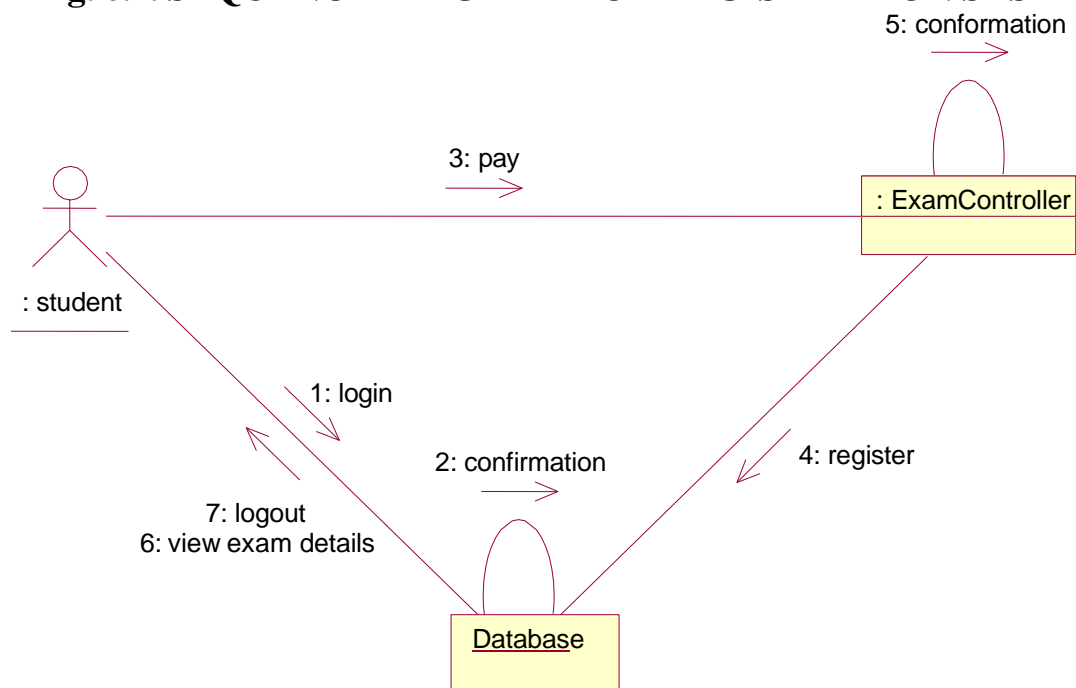 5: conformation
3: pay
: ExamController
: student
1: login
2: confirmation
4: register
7: logout
6: view exam details
Database